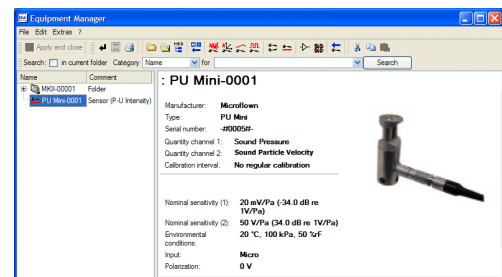 Equipment Manager
File Edit Extras ?
Apply and close
Search: in current folder Category Name for Search
Name Comment
MKII-00001 Folder
PU Mini-0001 Sensor (P-U Intensity)
: PU Mini-0001
Manufacturer: Microflown
Type: PU Mini
Serial number: -#0005#-
Quantity channel 1: Sound Pressure
Quantity channel 2: Sound Particle Velocity
Calibration interval: No regular calibration
Nominal sensitivity (1): 20 mV/Pa (-34.0 dB re
1V/Pa)
Nominal sensitivity (2): 50 V/Pa (34.0 dB re 1V/Pa)
Environmental
conditions: 20 °C, 100 kPa, 50 %rF
Input: Micro
Polarization: 0 V